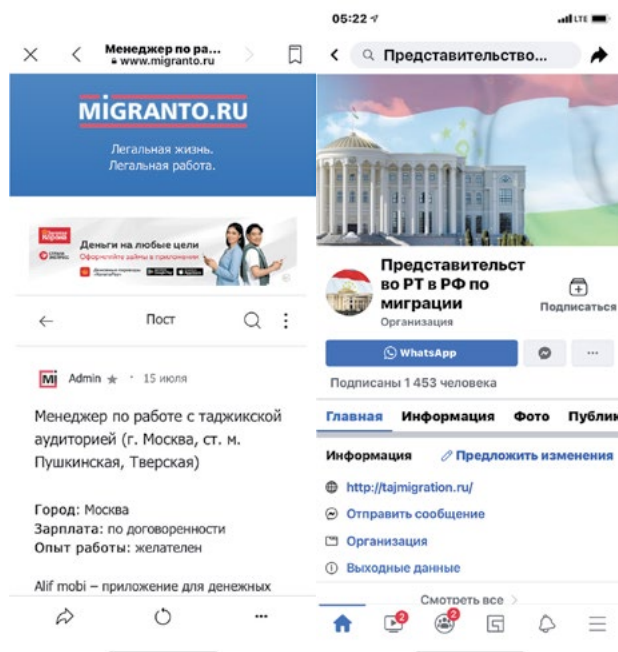 Менеджер по ра...
www.migranto.ru
MIGRANTO.RU
Легальная жизнь.
Легальная работа.
Деньги на любые цели
Оформляйте займы в приложении
Пост
Mi Admin ★ · 15 июля
Менеджер по работе с таджикской
аудиторией (г. Москва, ст. м.
Пушкинская, Тверская)
Город: Москва
Зарплата: по договоренности
Опыт работы: желателен
Alif mobi – приложение для денежных
05:22
LTE
Представительство...
Представительст
во РТ в РФ по
миграции
Организация
Подписаться
WhatsApp
Подписаны 1 453 человека
Главная Информация Фото Публик
Информация Предложить изменения
http://tajmigration.ru/
Отправить сообщение
Организация
Выходные данные
Смотреть все
2 2